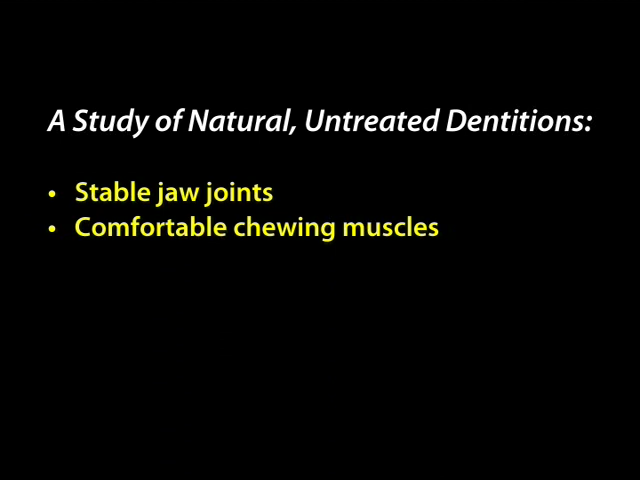 A Study of Natural, Untreated Dentitions:
• Stable jaw joints
• Comfortable chewing muscles